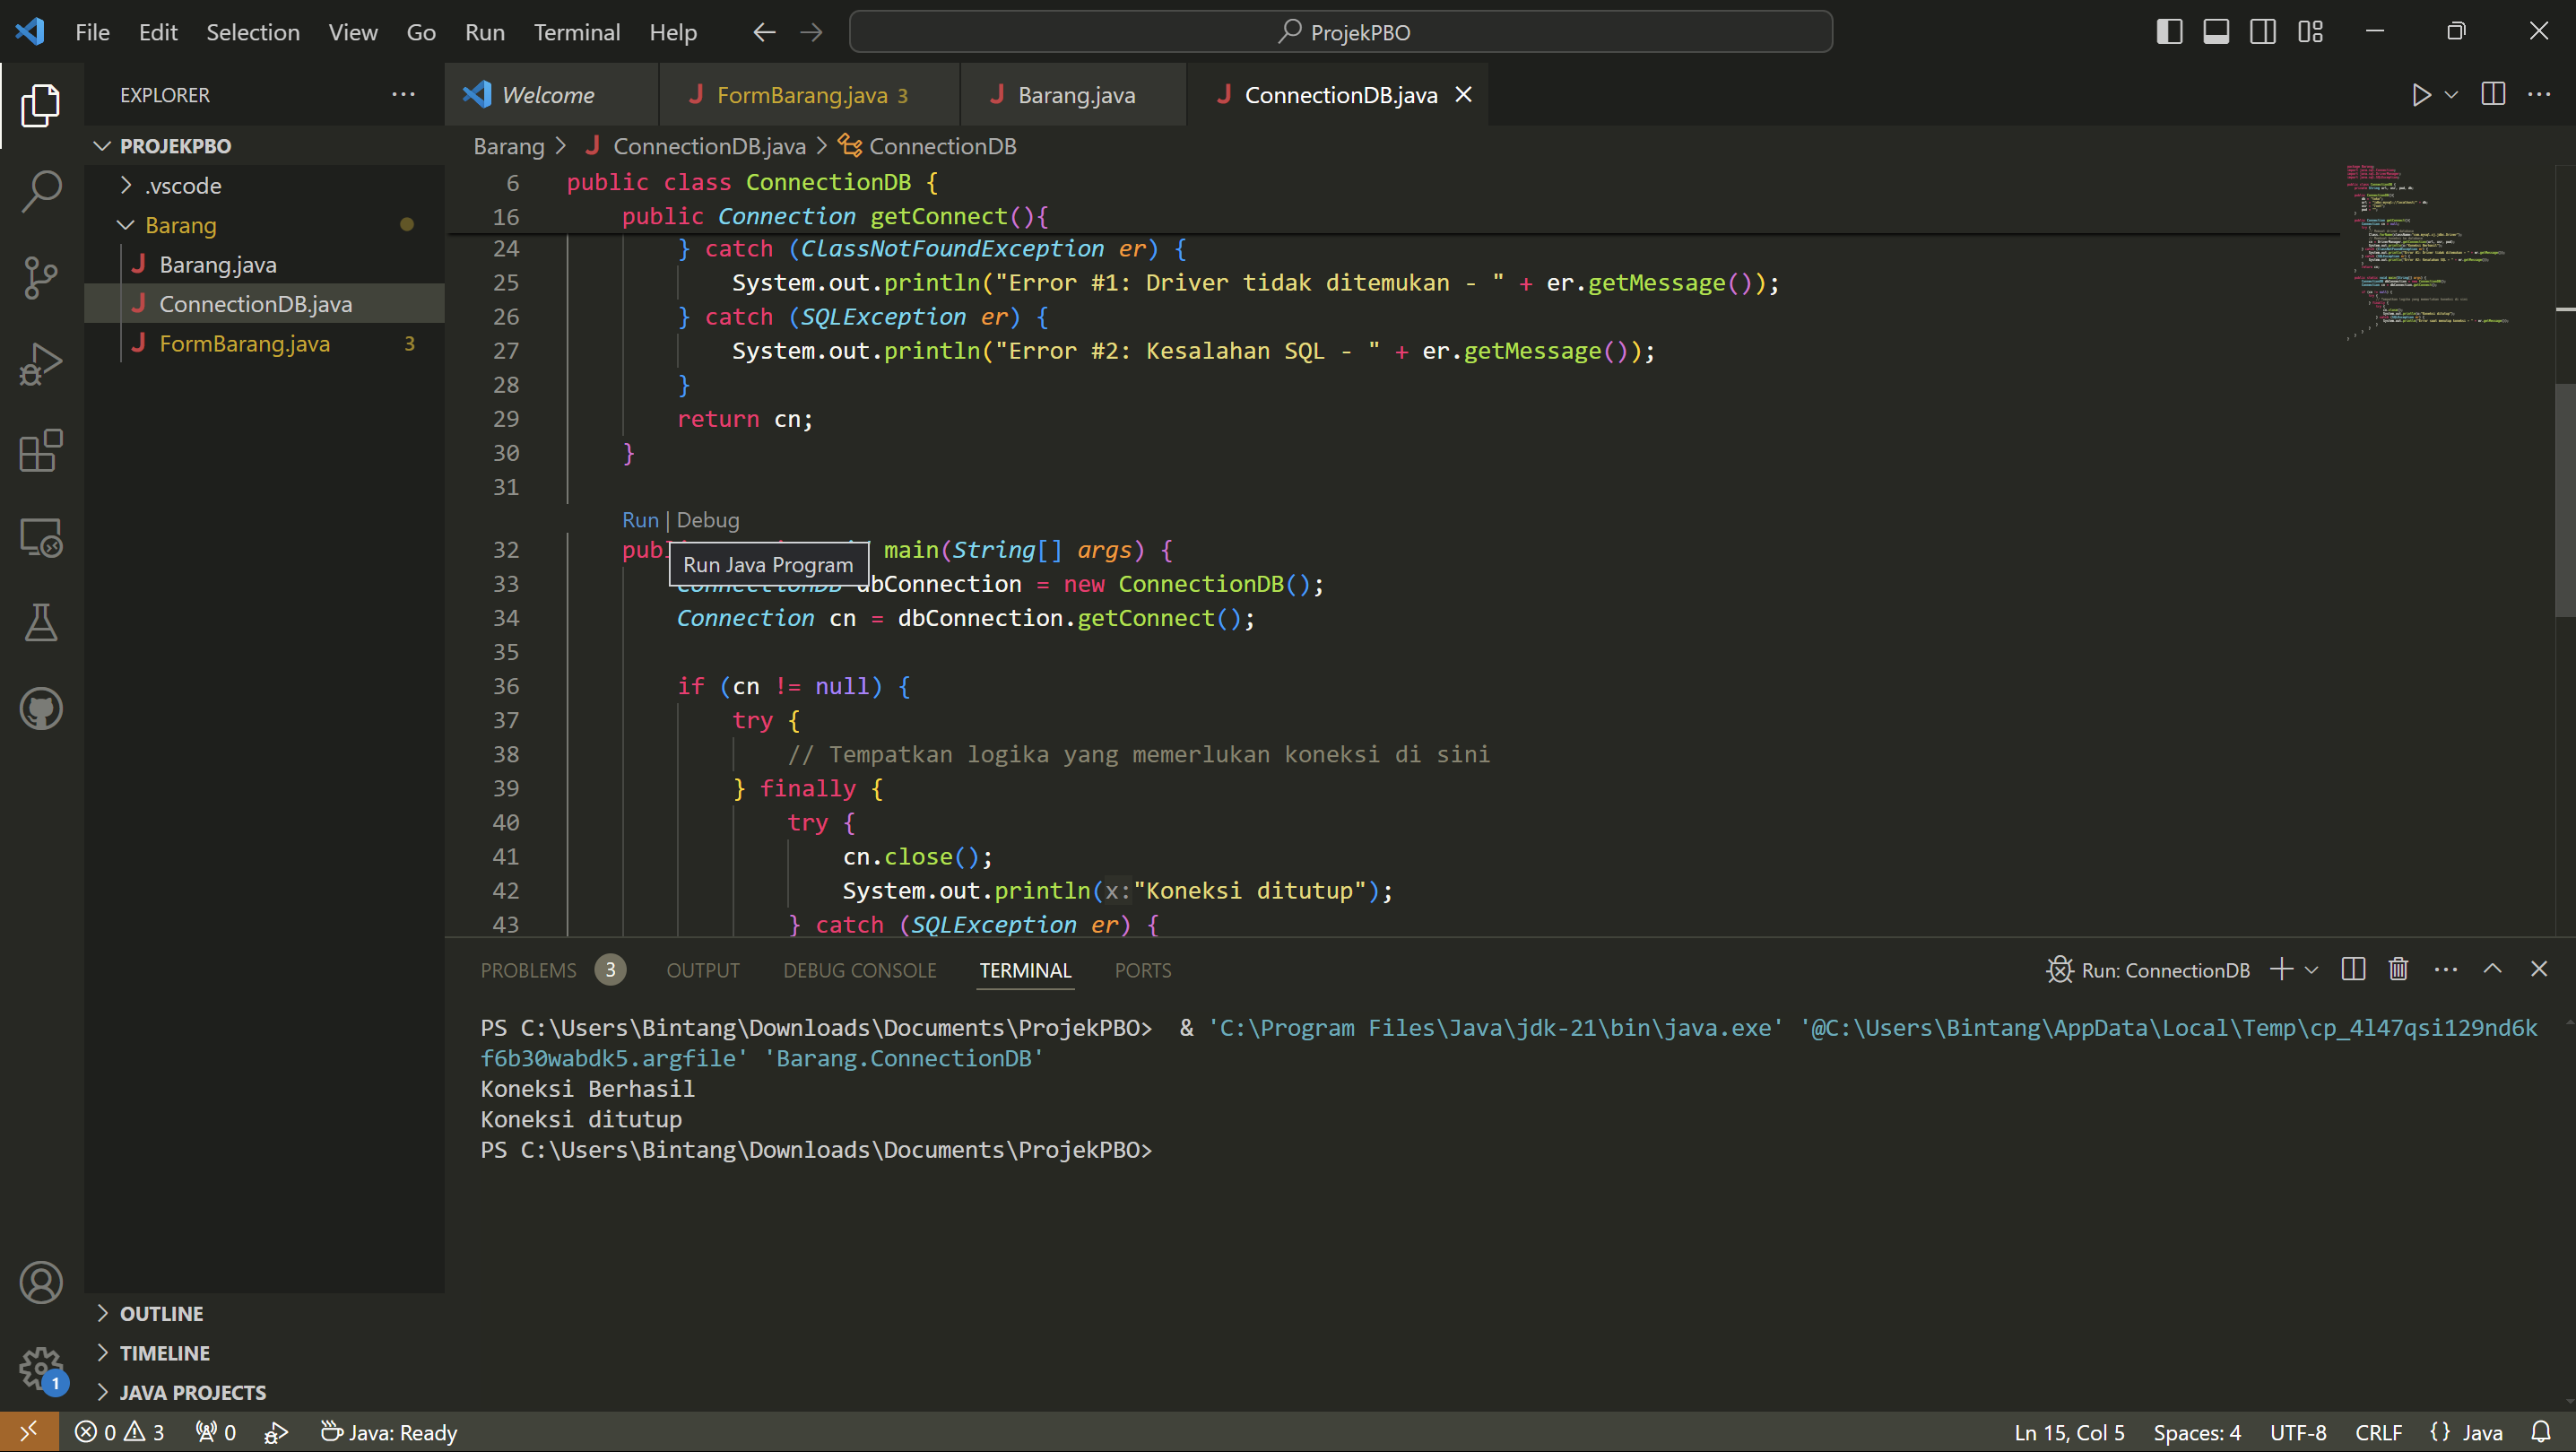 File Edit Selection View Go Run Terminal Help
ProjekPBO
EXPLORER
PROJEKPBO
.vscode
Barang
Barang.java
ConnectionDB.java
FormBarang.java 3
OUTLINE
TIMELINE
JAVA PROJECTS
1
Welcome
FormBarang.java 3
Barang.java
ConnectionDB.java
Barang > ConnectionDB.java > ConnectionDB
6 public class ConnectionDB {
16 public Connection getConnect(){
24 } catch (ClassNotFoundException er) {
25 System.out.println("Error #1: Driver tidak ditemukan - " + er.getMessage());
26 } catch (SQLException er) {
27 System.out.println("Error #2: Kesalahan SQL - " + er.getMessage());
28 }
29 return cn;
30 }
31
Run | Debug
32 main(String[] args) {
Run Java Program
33 dbConnection = new ConnectionDB();
34 Connection cn = dbConnection.getConnect();
35
36 if (cn != null) {
37 try {
38 // Tempatkan logika yang memerlukan koneksi di sini
39 } finally {
40 try {
41 cn.close();
42 System.out.println(x:"Koneksi ditutup");
43 } catch (SQLException er) {
PROBLEMS 3 OUTPUT DEBUG CONSOLE TERMINAL PORTS
Run: ConnectionDB
PS C:\Users\Bintang\Downloads\Documents\ProjekPBO> & 'C:\Program Files\Java\jdk-21\bin\java.exe' '@C:\Users\Bintang\AppData\Local\Temp\cp_4l47qsi129nd6k
f6b30wabdk5.argfile' 'Barang.ConnectionDB'
Koneksi Berhasil
Koneksi ditutup
PS C:\Users\Bintang\Downloads\Documents\ProjekPBO>
0 3 0 Java: Ready
Ln 15, Col 5 Spaces: 4 UTF-8 CRLF {} Java